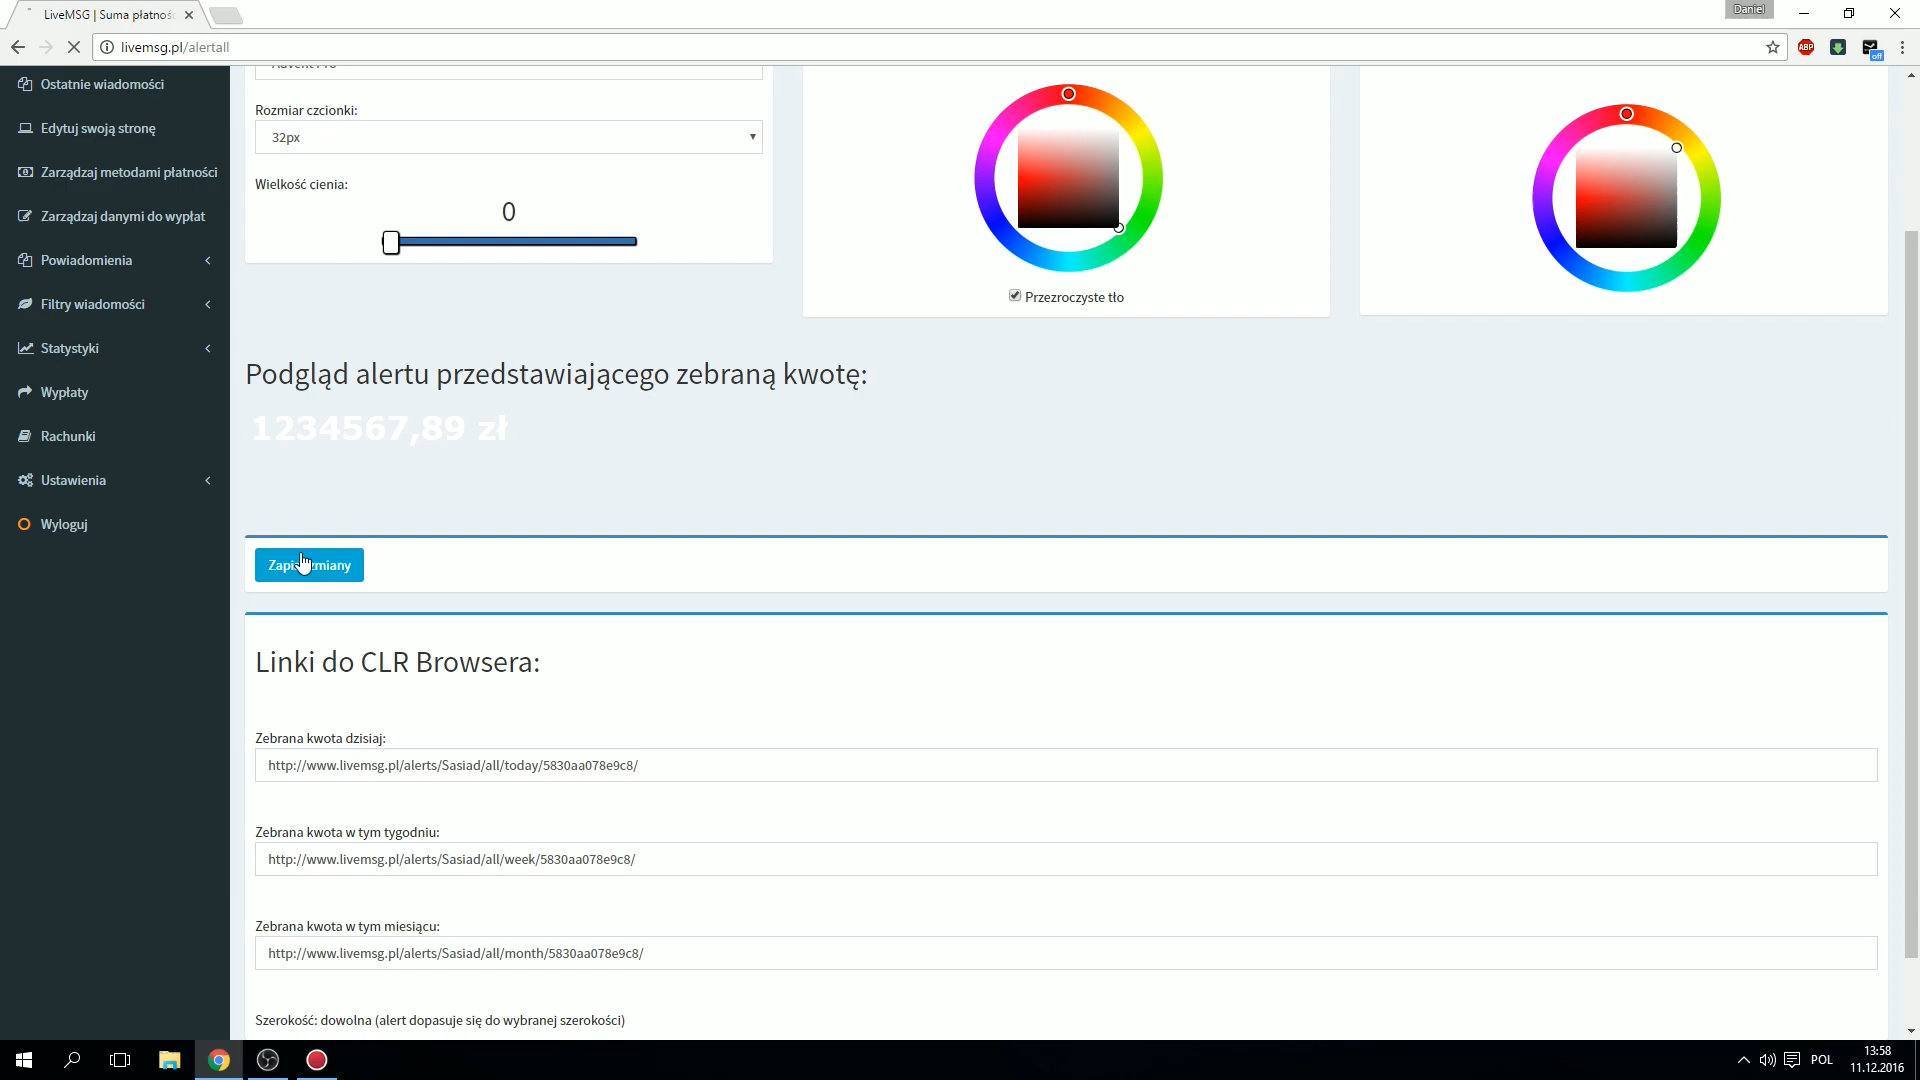 LiveMSG | Suma płatnoś
Daniel
livemsg.pl/alertall
ABP
off
Ostatnie wiadomości
Edytuj swoją stronę
Zarządzaj metodami płatności
Zarządzaj danymi do wypłat
Powiadomienia
Filtry wiadomości
Statystyki
Wypłaty
Rachunki
Ustawienia
Wyloguj
Rozmiar czcionki:
32px
Wielkość cienia:
0
Przezroczyste tło
Podgląd alertu przedstawiającego zebraną kwotę:
1234567,89 zł
Zapisz zmiany
Linki do CLR Browsera:
Zebrana kwota dzisiaj:
http://www.livemsg.pl/alerts/Sasiad/all/today/5830aa078e9c8/
Zebrana kwota w tym tygodniu:
http://www.livemsg.pl/alerts/Sasiad/all/week/5830aa078e9c8/
Zebrana kwota w tym miesiącu:
http://www.livemsg.pl/alerts/Sasiad/all/month/5830aa078e9c8/
Szerokość: dowolna (alert dopasuje się do wybranej szerokości)
POL
13:58
11.12.2016